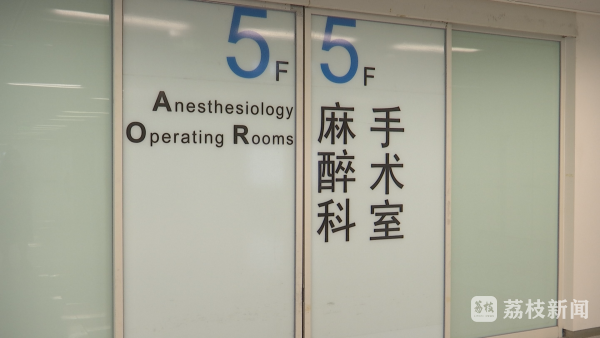 5F
Anesthesiology
Operating Rooms
5F
手术室
麻醉科
荔枝新闻